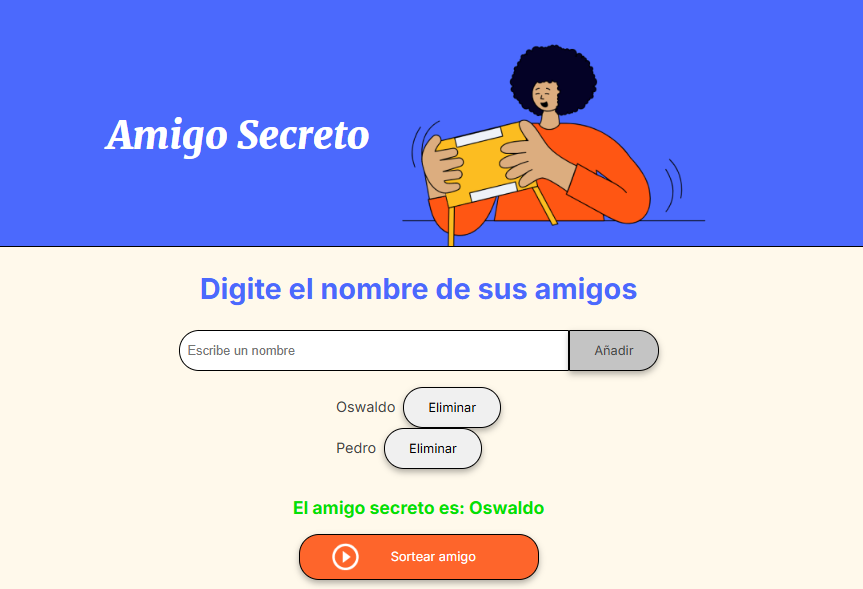 Amigo Secreto
Digite el nombre de sus amigos
Escribe un nombre
Añadir
Oswaldo Eliminar
Pedro Eliminar
El amigo secreto es: Oswaldo
Sortear amigo